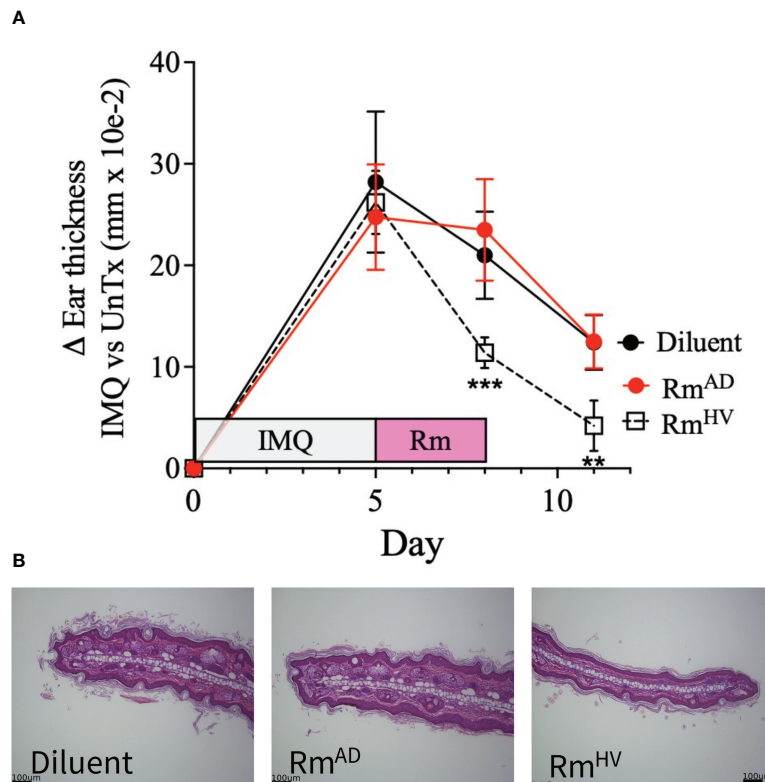 A
40
30
20
10
0
Δ Ear thickness
IMQ vs UnTx (mm x 10e-2)
Diluent
Rm^AD
Rm^HV
***
**
IMQ
Rm
0
5
10
Day
B
Diluent
100um
Rm^AD
100um
Rm^HV
100u